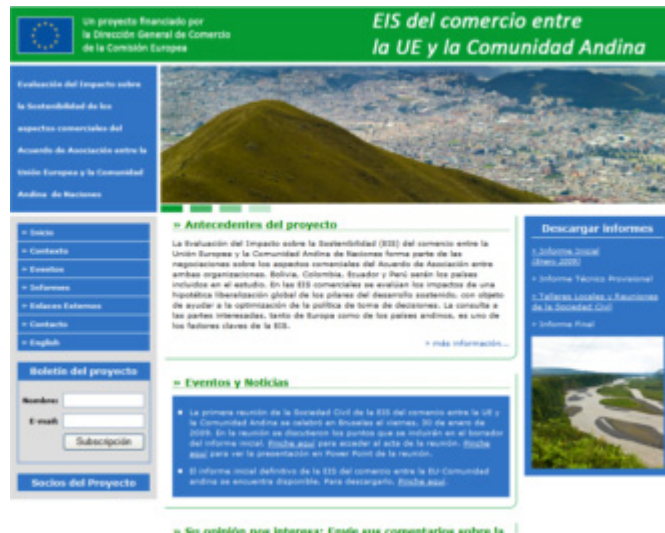 Un proyecto financiado por
la Dirección General de Comercio
de la Comisión Europea
EIS del comercio entre
la UE y la Comunidad Andina
Evaluación del Impacto sobre
la Sostenibilidad de los
aspectos comerciales del
Acuerdo de Asociación entre la
Unión Europea y la Comunidad
Andina de Naciones
» Inicio
» Contexto
» Eventos
» Informes
» Enlaces Externos
» Contacto
» English
Boletín del proyecto
Nombre:
E-mail:
Subscripción
Socios del Proyecto
» Antecedentes del proyecto
La Evaluación del Impacto sobre la Sostenibilidad (EIS) del comercio entre la
Unión Europea y la Comunidad Andina de Naciones forma parte de las
negociaciones sobre los aspectos comerciales del Acuerdo de Asociación entre
ambas organizaciones. Bolivia, Colombia, Ecuador y Perú serán los países
incluidos en el estudio. En las EIS comerciales se evalúan los impactos de una
hipotética liberalización global de los pilares del desarrollo sostenido, con objeto
de ayudar a la optimización de la política de toma de decisiones. La consulta a
las partes interesadas, tanto de Europa como de los países andinos, es uno de
los factores claves de la EIS.
» más información...
» Eventos y Noticias
La primera reunión de la Sociedad Civil de la EIS del comercio entre la UE y
la Comunidad Andina se celebró en Bruselas el viernes, 30 de enero de
2009. En la reunión se discutieron los puntos que se incluirán en el borrador
del informe inicial. Pinche aquí para acceder al acta de la reunión. Pinche
aquí para ver la presentación en Power Point de la reunión.
El informe inicial definitivo de la EIS del comercio entre la EU Comunidad
andina se encuentra disponible. Para descargarlo, Pinche aquí.
» Su opinión nos interesa: Envíe sus comentarios sobre la
Descargar informes
» Informe Inicial
(Enero 2009)
» Informe Técnico Provisional
» Talleres Locales y Reuniones
de la Sociedad Civil
» Informe Final